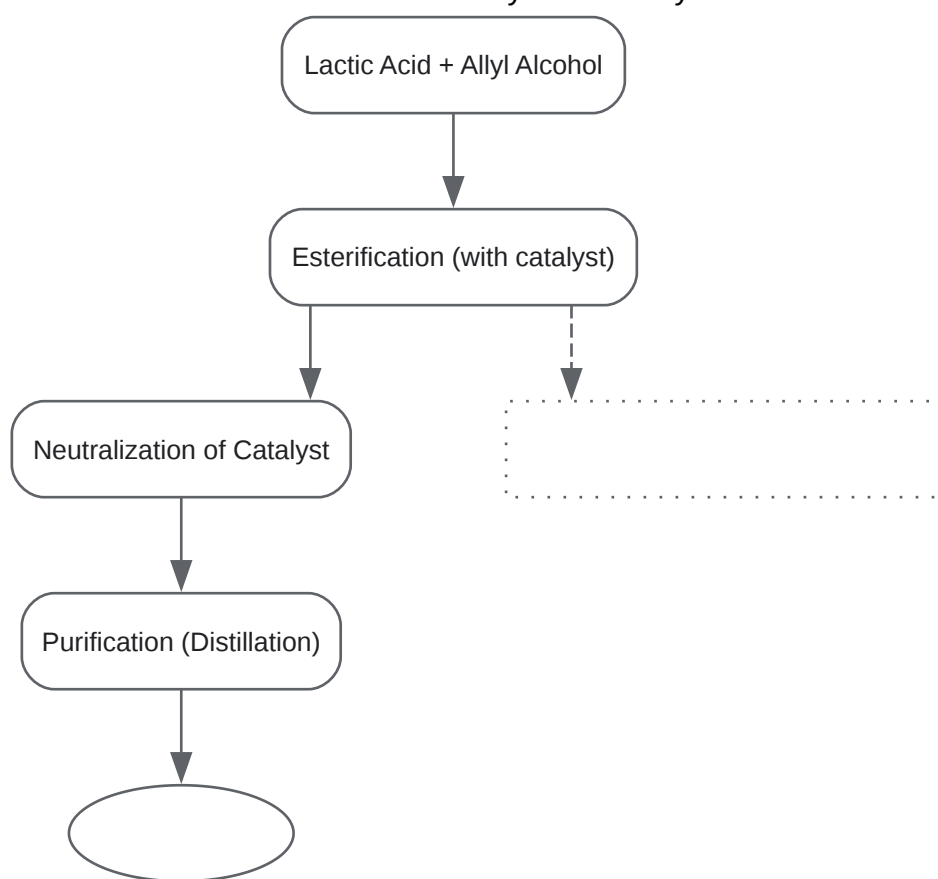 Lactic Acid + Allyl Alcohol
Esterification (with catalyst)
Neutralization of Catalyst
Purification (Distillation)